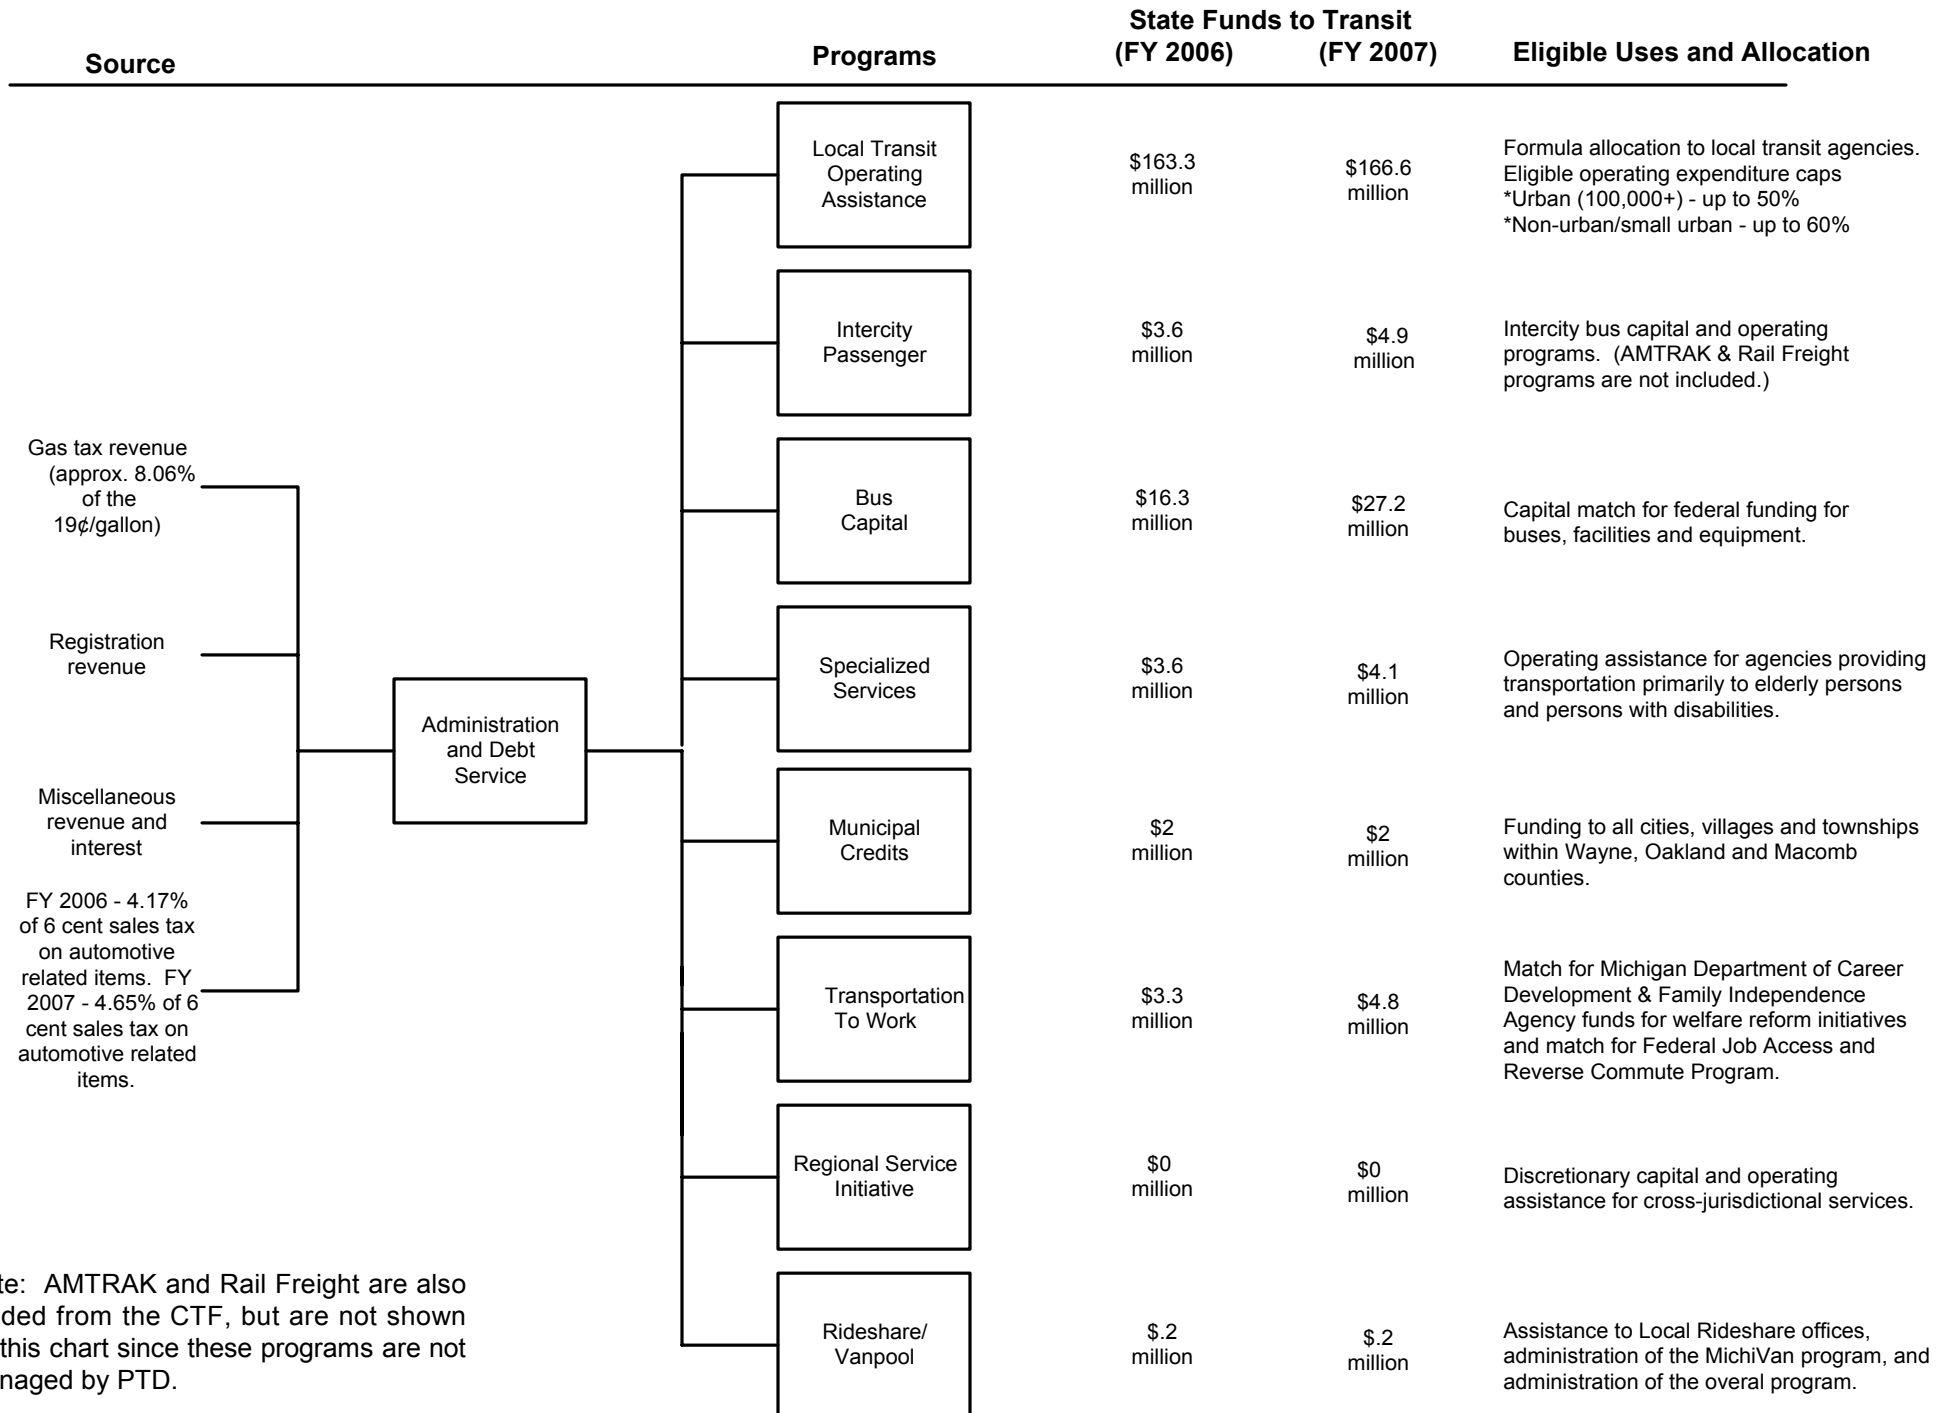 State Funds to Transit
Source
Programs
(FY 2006)
(FY 2007)
Eligible Uses and Allocation
Gas tax revenue
(approx. 8.06%
of the
19¢/gallon)
Registration
revenue
Miscellaneous
revenue and
interest
FY 2006 - 4.17%
of 6 cent sales tax
on automotive
related items. FY
2007 - 4.65% of 6
cent sales tax on
automotive related
items.
Administration
and Debt
Service
Local Transit
Operating
Assistance
$163.3
million
$166.6
million
Formula allocation to local transit agencies.
Eligible operating expenditure caps
*Urban (100,000+) - up to 50%
*Non-urban/small urban - up to 60%
Intercity
Passenger
$3.6
million
$4.9
million
Intercity bus capital and operating
programs. (AMTRAK & Rail Freight
programs are not included.)
Bus
Capital
$16.3
million
$27.2
million
Capital match for federal funding for
buses, facilities and equipment.
Specialized
Services
$3.6
million
$4.1
million
Operating assistance for agencies providing
transportation primarily to elderly persons
and persons with disabilities.
Municipal
Credits
$2
million
$2
million
Funding to all cities, villages and townships
within Wayne, Oakland and Macomb
counties.
Transportation
To Work
$3.3
million
$4.8
million
Match for Michigan Department of Career
Development & Family Independence
Agency funds for welfare reform initiatives
and match for Federal Job Access and
Reverse Commute Program.
Regional Service
Initiative
$0
million
$0
million
Discretionary capital and operating
assistance for cross-jurisdictional services.
Rideshare/
Vanpool
$.2
million
$.2
million
Assistance to Local Rideshare offices,
administration of the MichiVan program, and
administration of the overal program.
te: AMTRAK and Rail Freight are also
ded from the CTF, but are not shown
this chart since these programs are not
naged by PTD.